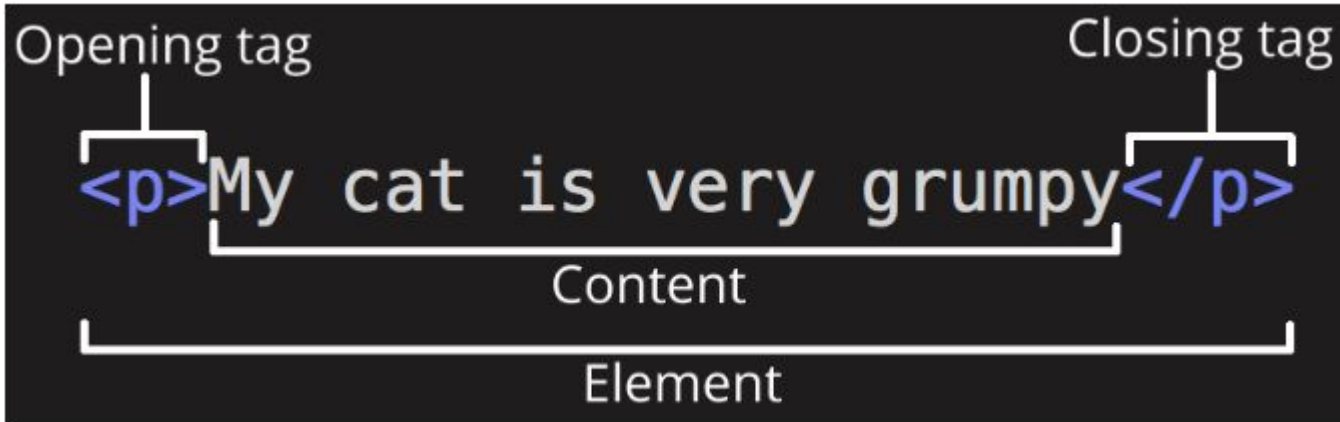 Opening tag
Closing tag
<p>My cat is very grumpy</p>
Content
Element